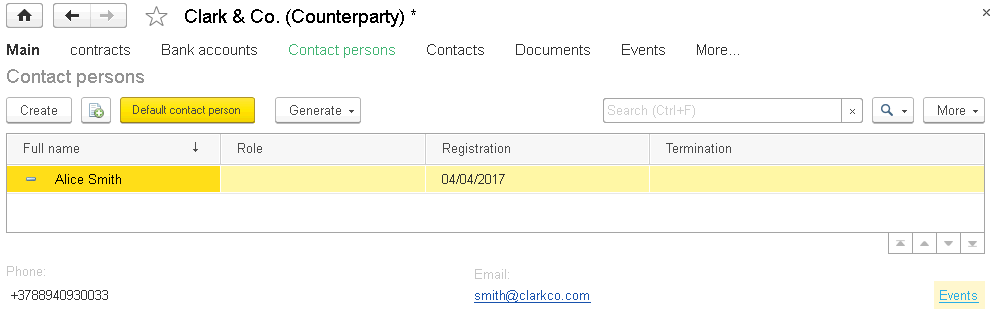 Clark & Co. (Counterparty) *
Main contracts Bank accounts Contact persons Contacts Documents Events More...
Contact persons
Create Default contact person Generate Search (Ctrl+F) × More
Full name ↓ Role Registration Termination
Alice Smith 04/04/2017
Phone: Email:
+3788940930033 smith@clarkco.com Events